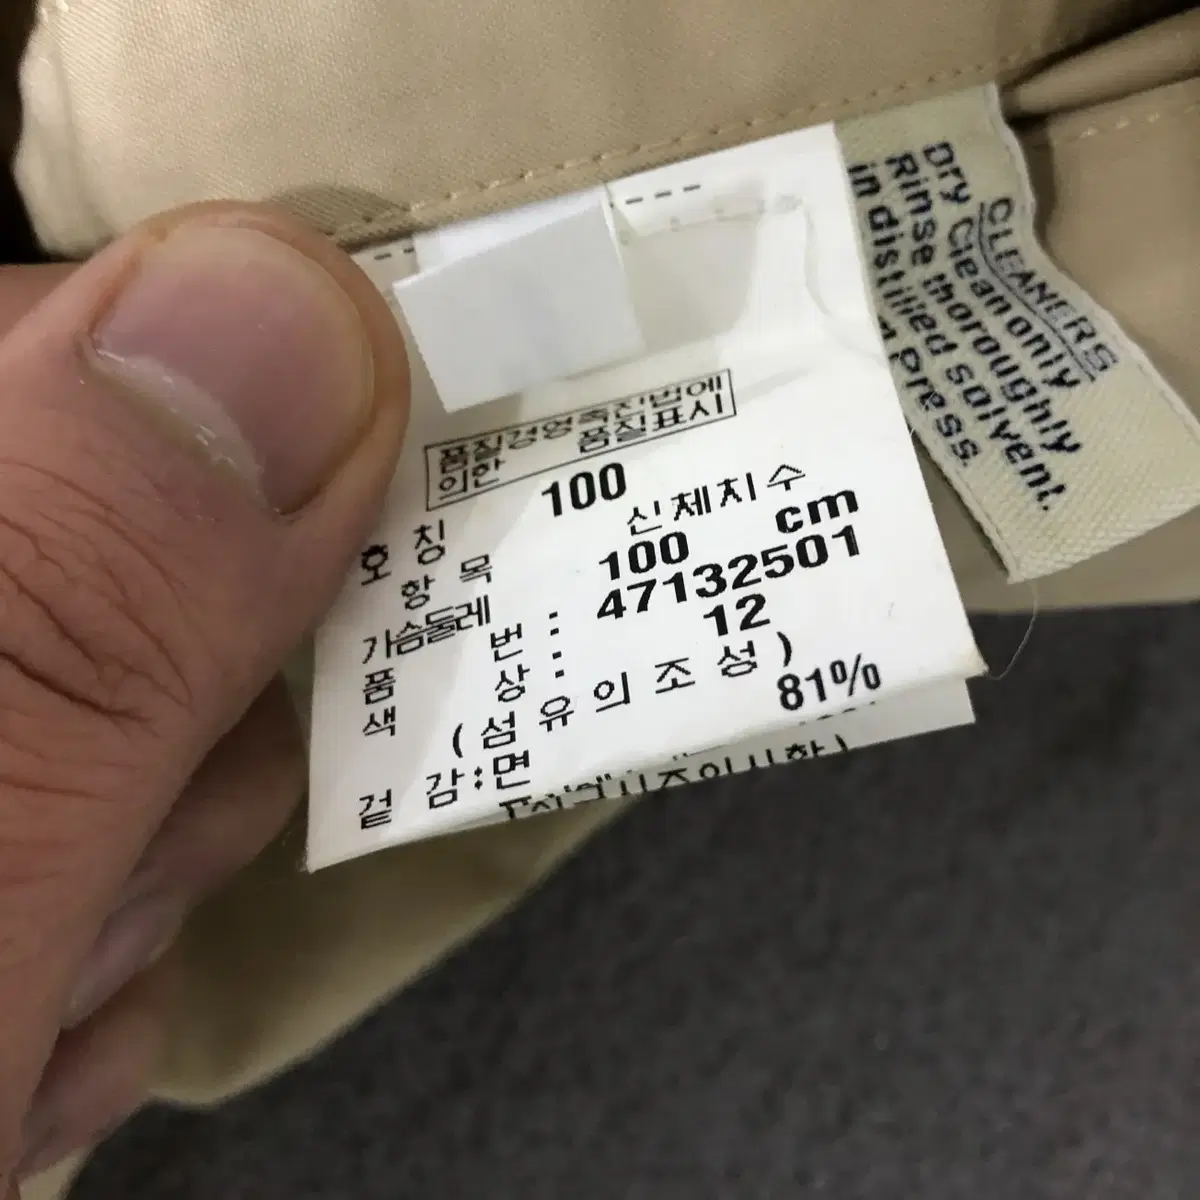 품질경영촉진법에
의한 품질표시
호 칭 100
항 목 신체치수
가슴둘레 100 cm
품 번 : 47132501
색 상 : 12
(섬유의조성)
겉 감:면 81%
CLEANERS
Dry Clean only
Rinse thoroughly
in distilled solvent.
Press.